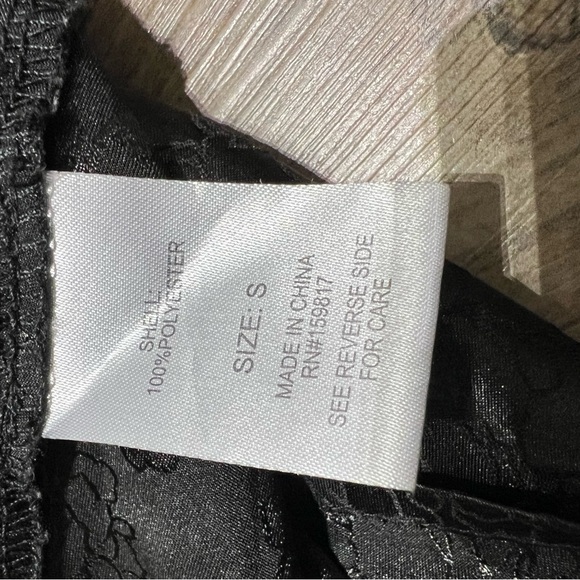 SHELL:
100%POLYESTER
SIZE: S
MADE IN CHINA
RN#159817
SEE REVERSE SIDE
FOR CARE